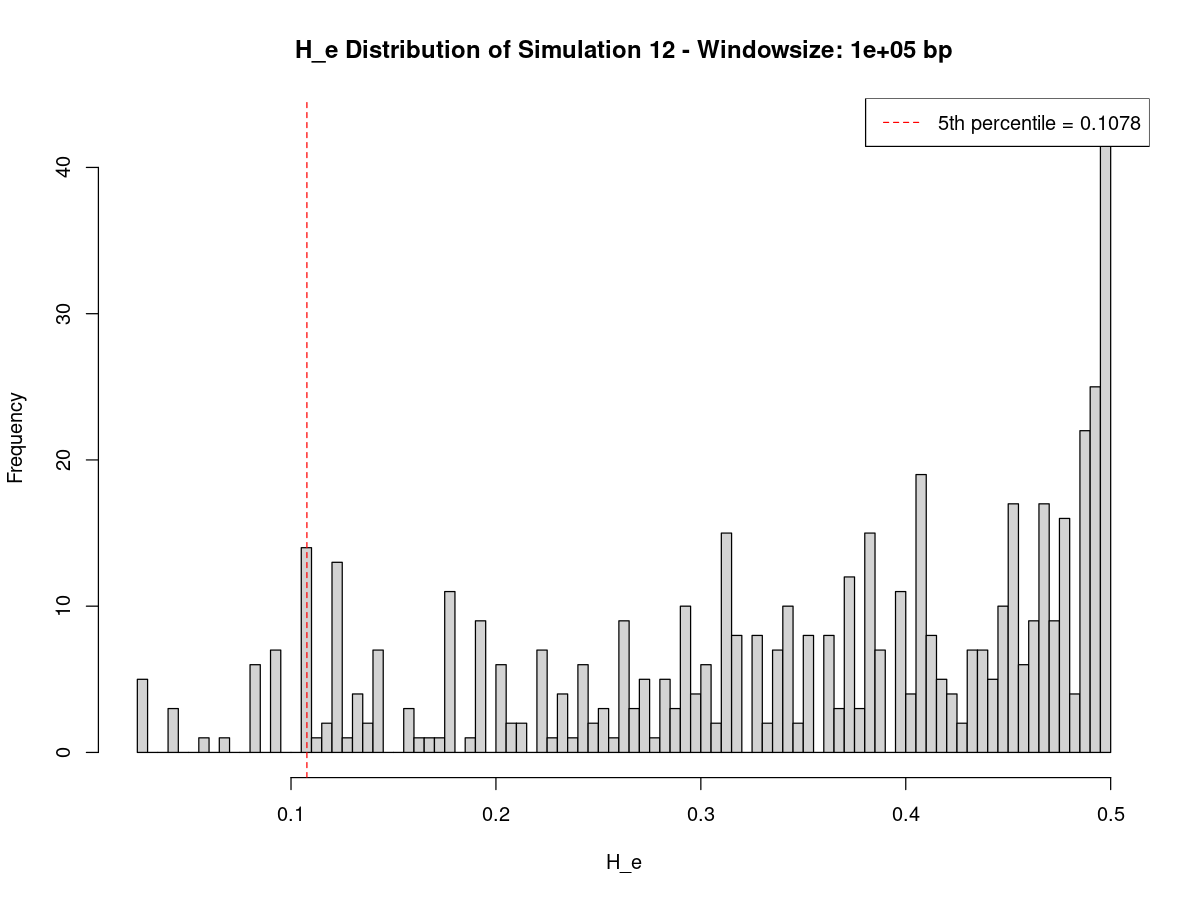 H_e Distribution of Simulation 12 - Windowsize: 1e+05 bp
5th percentile = 0.1078
Frequency
40
30
20
10
0
0.1 0.2 0.3 0.4 0.5
H_e